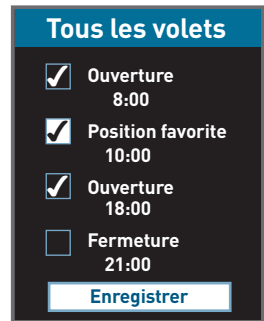 Tous les volets
Ouverture
8:00
Position favorite
10:00
Ouverture
18:00
Fermeture
21:00
Enregistrer